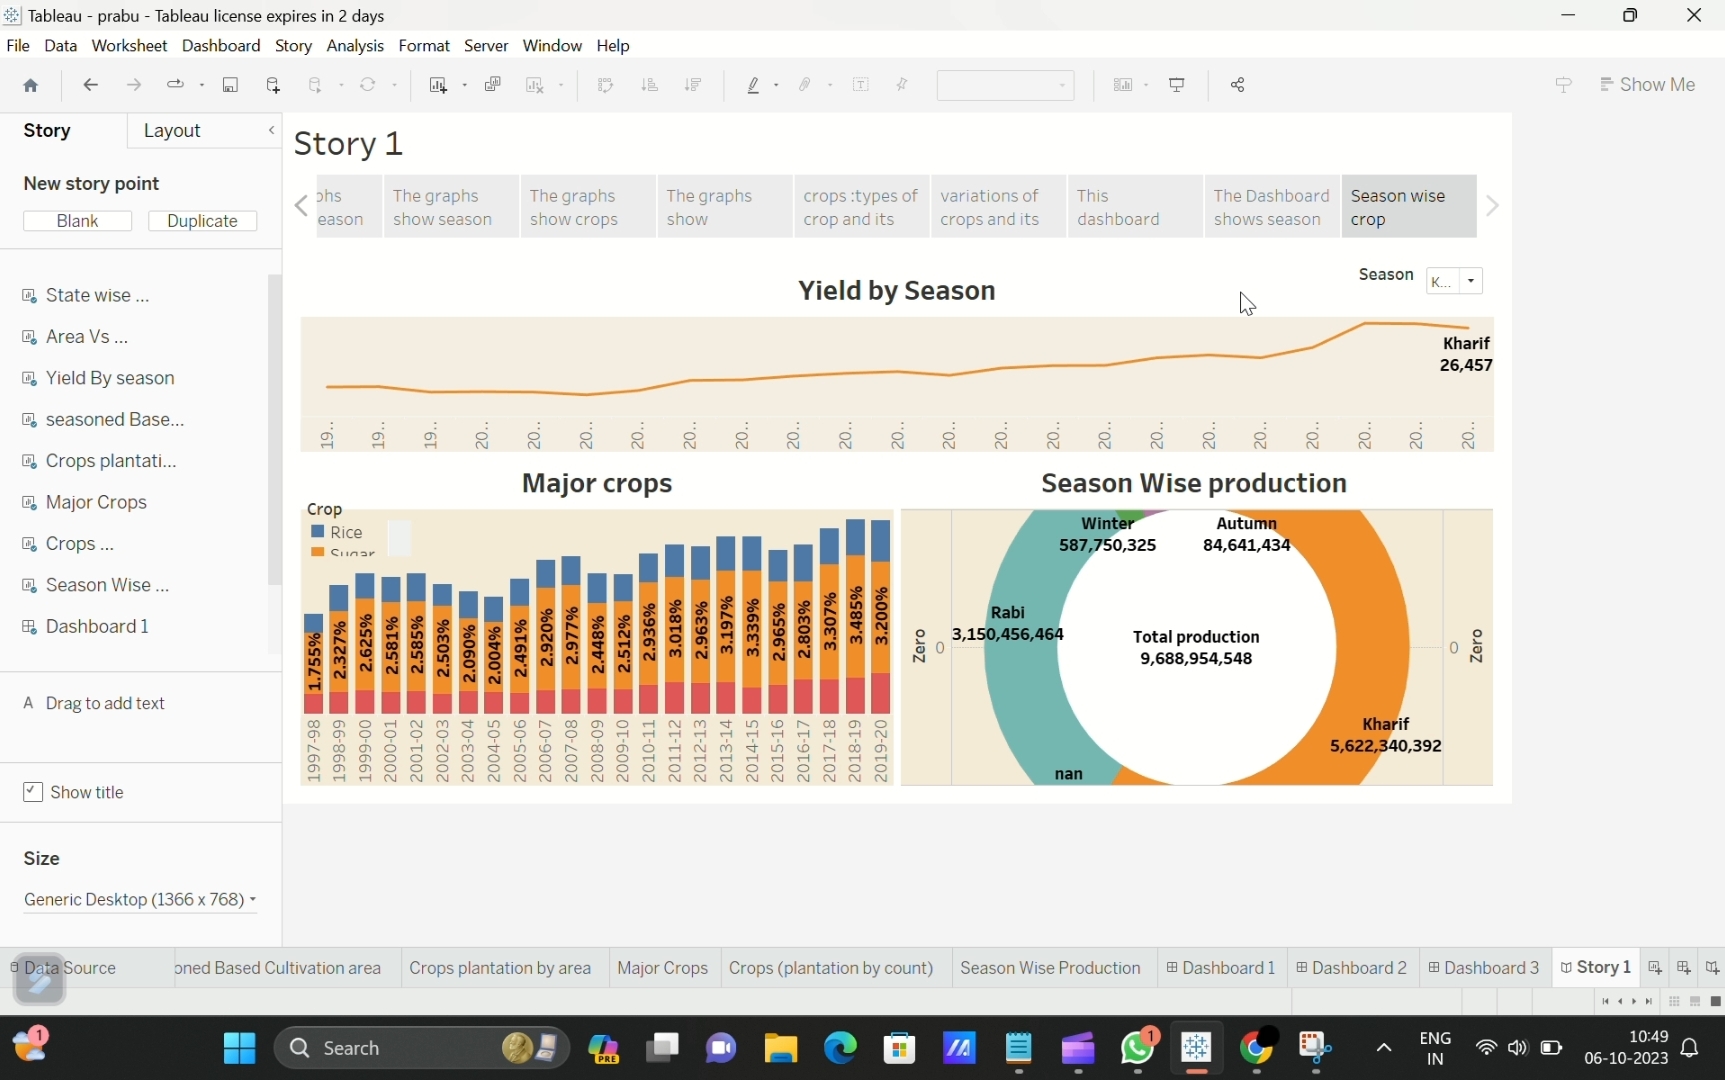 Tableau - prabu - Tableau license expires in 2 days
File Data Worksheet Dashboard Story Analysis Format Server Window Help
Show Me
Story Layout
New story point
Blank Duplicate
State wise ...
Area Vs ...
Yield By season
seasoned Base...
Crops plantati...
Major Crops
Crops ...
Season Wise ...
Dashboard 1
A Drag to add text
Show title
Size
Generic Desktop (1366 x 768)
Story 1
phs
eason
The graphs
show season
The graphs
show crops
The graphs
show
crops :types of
crop and its
variations of
crops and its
This
dashboard
The Dashboard
shows season
Season wise
crop
Season K...
Yield by Season
Kharif
26,457
19.. 19.. 19.. 20.. 20.. 20.. 20.. 20.. 20.. 20.. 20.. 20.. 20.. 20.. 20.. 20.. 20.. 20.. 20.. 20.. 20.. 20.. 20..
Major crops
Crop
Rice
Sugar
1.755% 2.327% 2.625% 2.581% 2.585% 2.503% 2.090% 2.004% 2.491% 2.920% 2.977% 2.448% 2.512% 2.936% 3.018% 2.963% 3.197% 3.339% 2.965% 2.803% 3.307% 3.485% 3.200%
1997-98 1998-99 1999-00 2000-01 2001-02 2002-03 2003-04 2004-05 2005-06 2006-07 2007-08 2008-09 2009-10 2010-11 2011-12 2012-13 2013-14 2014-15 2015-16 2016-17 2017-18 2018-19 2019-20
Season Wise production
Winter
587,750,325
Autumn
84,641,434
Rabi
3,150,456,464
Total production
9,688,954,548
Kharif
5,622,340,392
nan
Zero 0
0 Zero
Data Source oned Based Cultivation area Crops plantation by area Major Crops Crops (plantation by count) Season Wise Production Dashboard 1 Dashboard 2 Dashboard 3 Story 1
1
Search
PRE
1
ENG
IN
10:49
06-10-2023